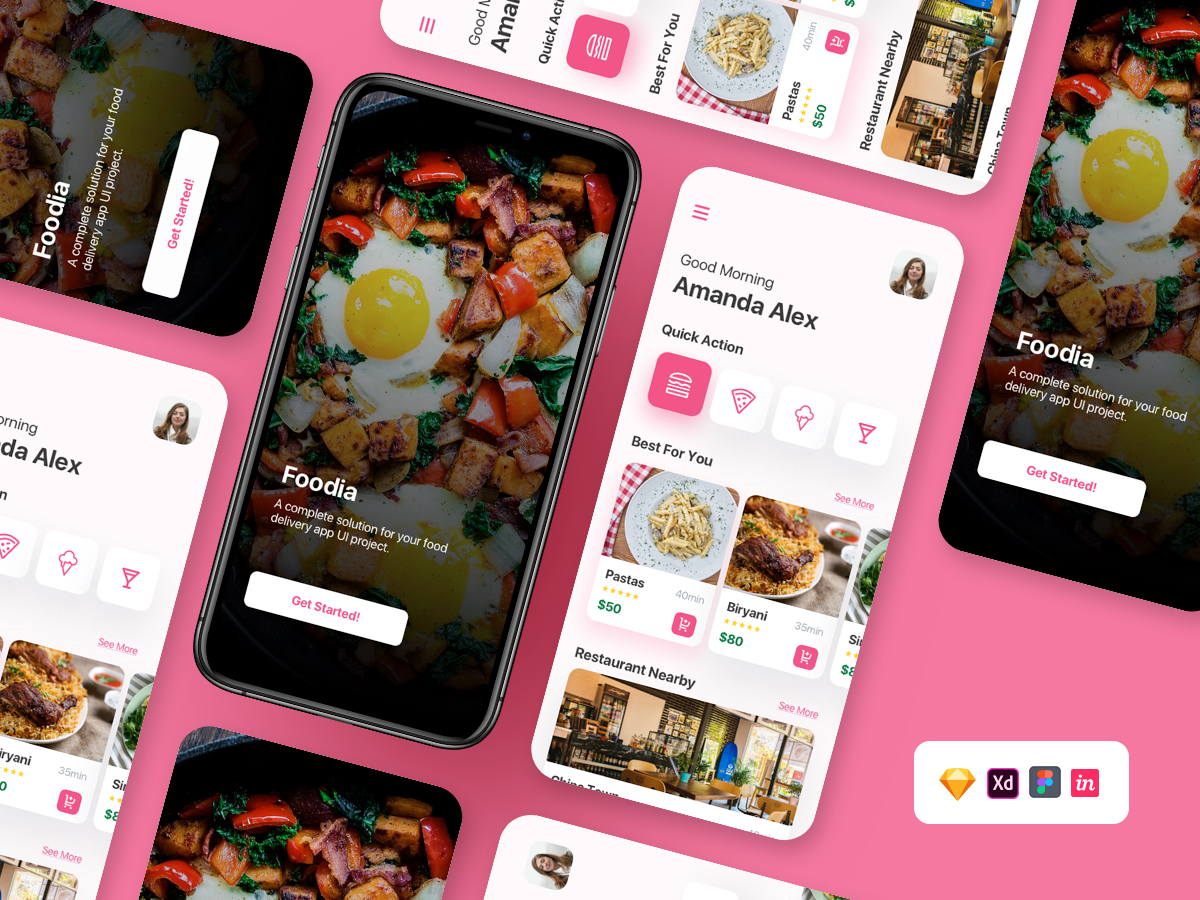 Good M
Aman
Quick Acti
Best For You
40min
Pastas
$50
Restaurant Nearby
China Town
Foodia
A complete solution for your food
delivery app UI project.
Get Started!
Foodia
A complete solution for your food
delivery app UI project.
Get Started!
Good Morning
Amanda Alex
Quick Action
Best For You
See More
Pastas
40min
$50
Biryani
35min
$80
Sir
$8
Restaurant Nearby
See More
China Town
Foodia
A complete solution for your food
delivery app UI project.
Get Started!
orning
da Alex
n
See More
iryani
35min
0
Sir
$8
See More
Xd
in